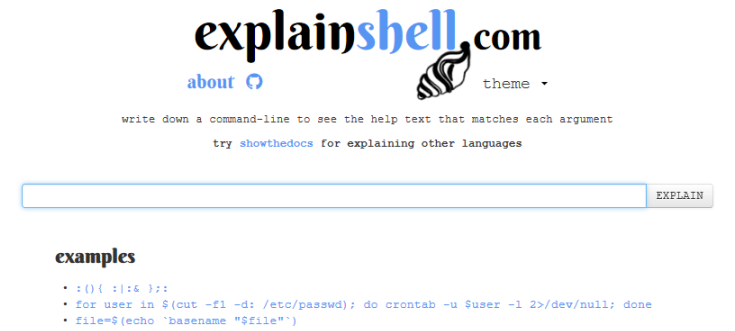 explainshell.com
about theme
write down a command-line to see the help text that matches each argument
try showthedocs for explaining other languages
EXPLAIN
examples
• :(){ :|:& };:
• for user in $(cut -f1 -d: /etc/passwd); do crontab -u $user -l 2>/dev/null; done
• file=$(echo `basename "$file"`)